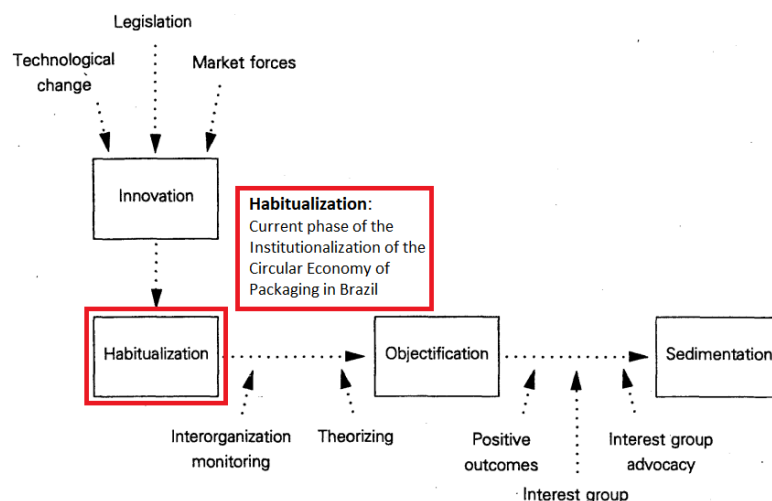 Legislation
Technological
change
Market forces
Innovation
Habitualization:
Current phase of the
Institutionalization of the
Circular Economy of
Packaging in Brazil
Habitualization
Objectification
Sedimentation
Interorganization
monitoring
Theorizing
Positive
outcomes
Interest group
advocacy
Interest group